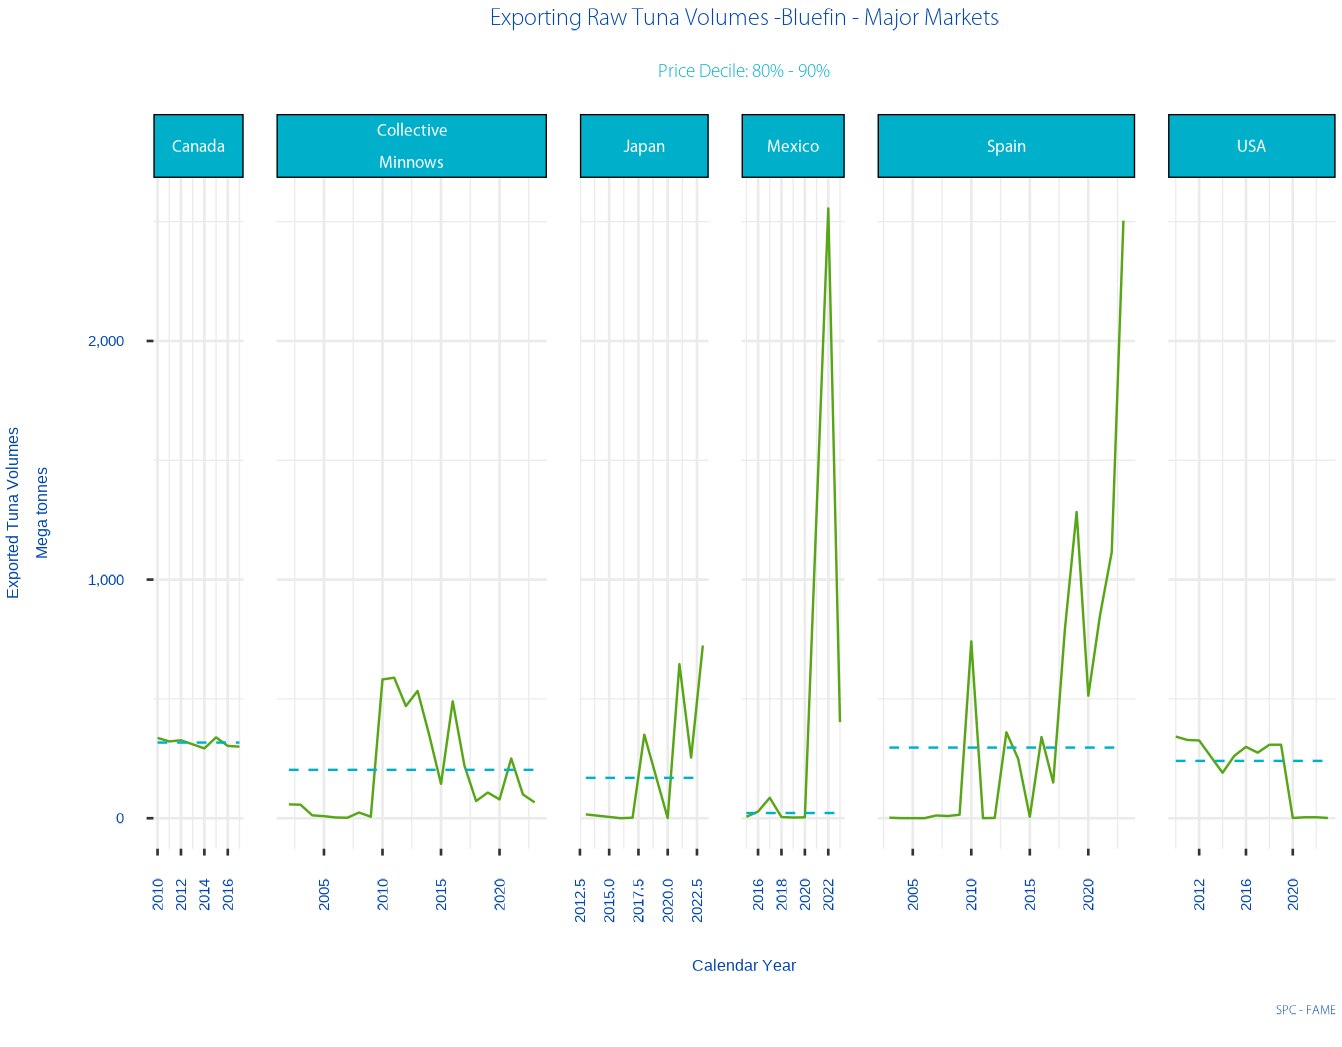 Exporting Raw Tuna Volumes -Bluefin - Major Markets
Price Decile: 80% - 90%
Canada
Collective
Minnows
Japan
Mexico
Spain
USA
Exported Tuna Volumes
Mega tonnes
2,000
1,000
0
2010 2012 2014 2016
2005 2010 2015 2020
2012.5 2015.0 2017.5 2020.0 2022.5
2016 2018 2020 2022
2005 2010 2015 2020
2012 2016 2020
Calendar Year
SPC - FAME